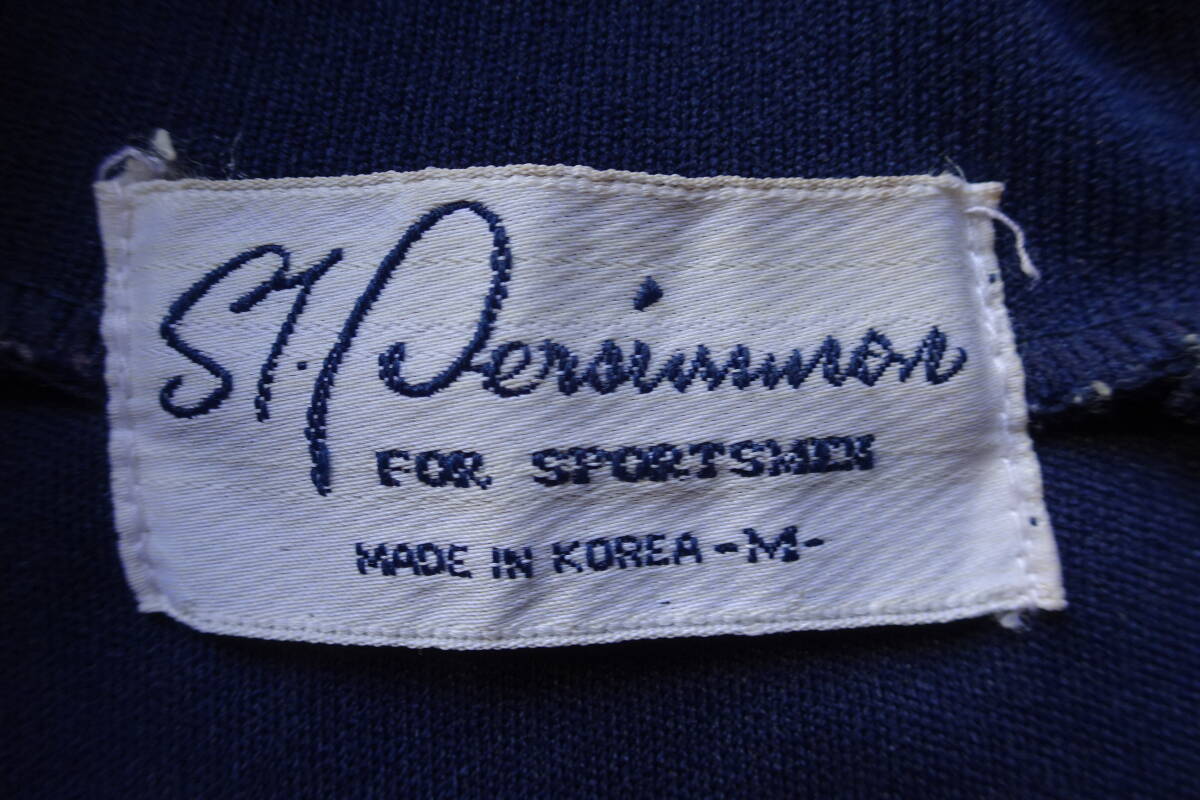 St. Persimmon
FOR SPORTSMEN
MADE IN KOREA -M-